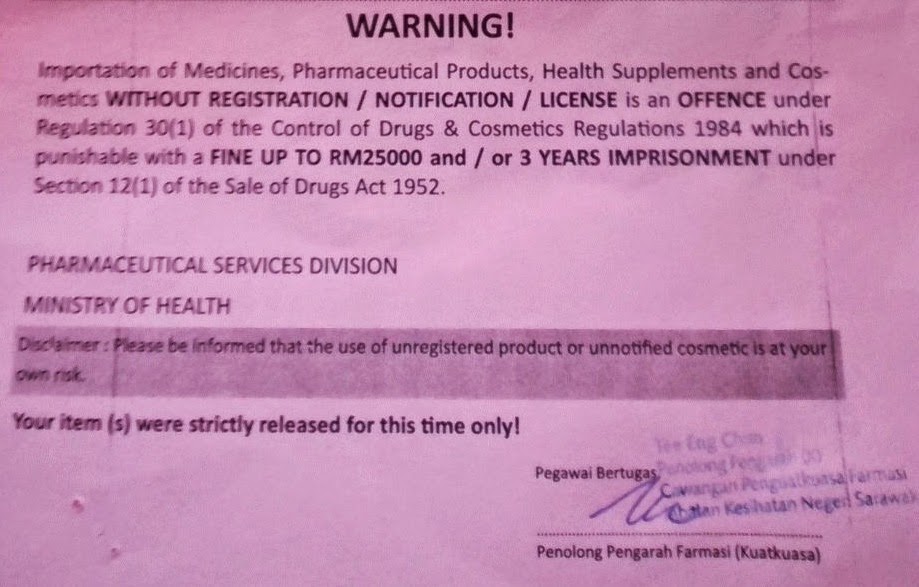 WARNING!
Importation of Medicines, Pharmaceutical Products, Health Supplements and Cos-
metics WITHOUT REGISTRATION / NOTIFICATION / LICENSE is an OFFENCE under
Regulation 30(1) of the Control of Drugs & Cosmetics Regulations 1984 which is
punishable with a FINE UP TO RM25000 and / or 3 YEARS IMPRISONMENT under
Section 12(1) of the Sale of Drugs Act 1952.
PHARMACEUTICAL SERVICES DIVISION
MINISTRY OF HEALTH
Disclaimer : Please be informed that the use of unregistered product or unnotified cosmetic is at your
own risk.
Your item (s) were strictly released for this time only!
Tee Eng
Pegawai Bertugas Penolong
Cawangan Penguatkuasa Farmasi
Kesihatan Negeri Sarawak
Penolong Pengarah Farmasi (Kuatkuasa)